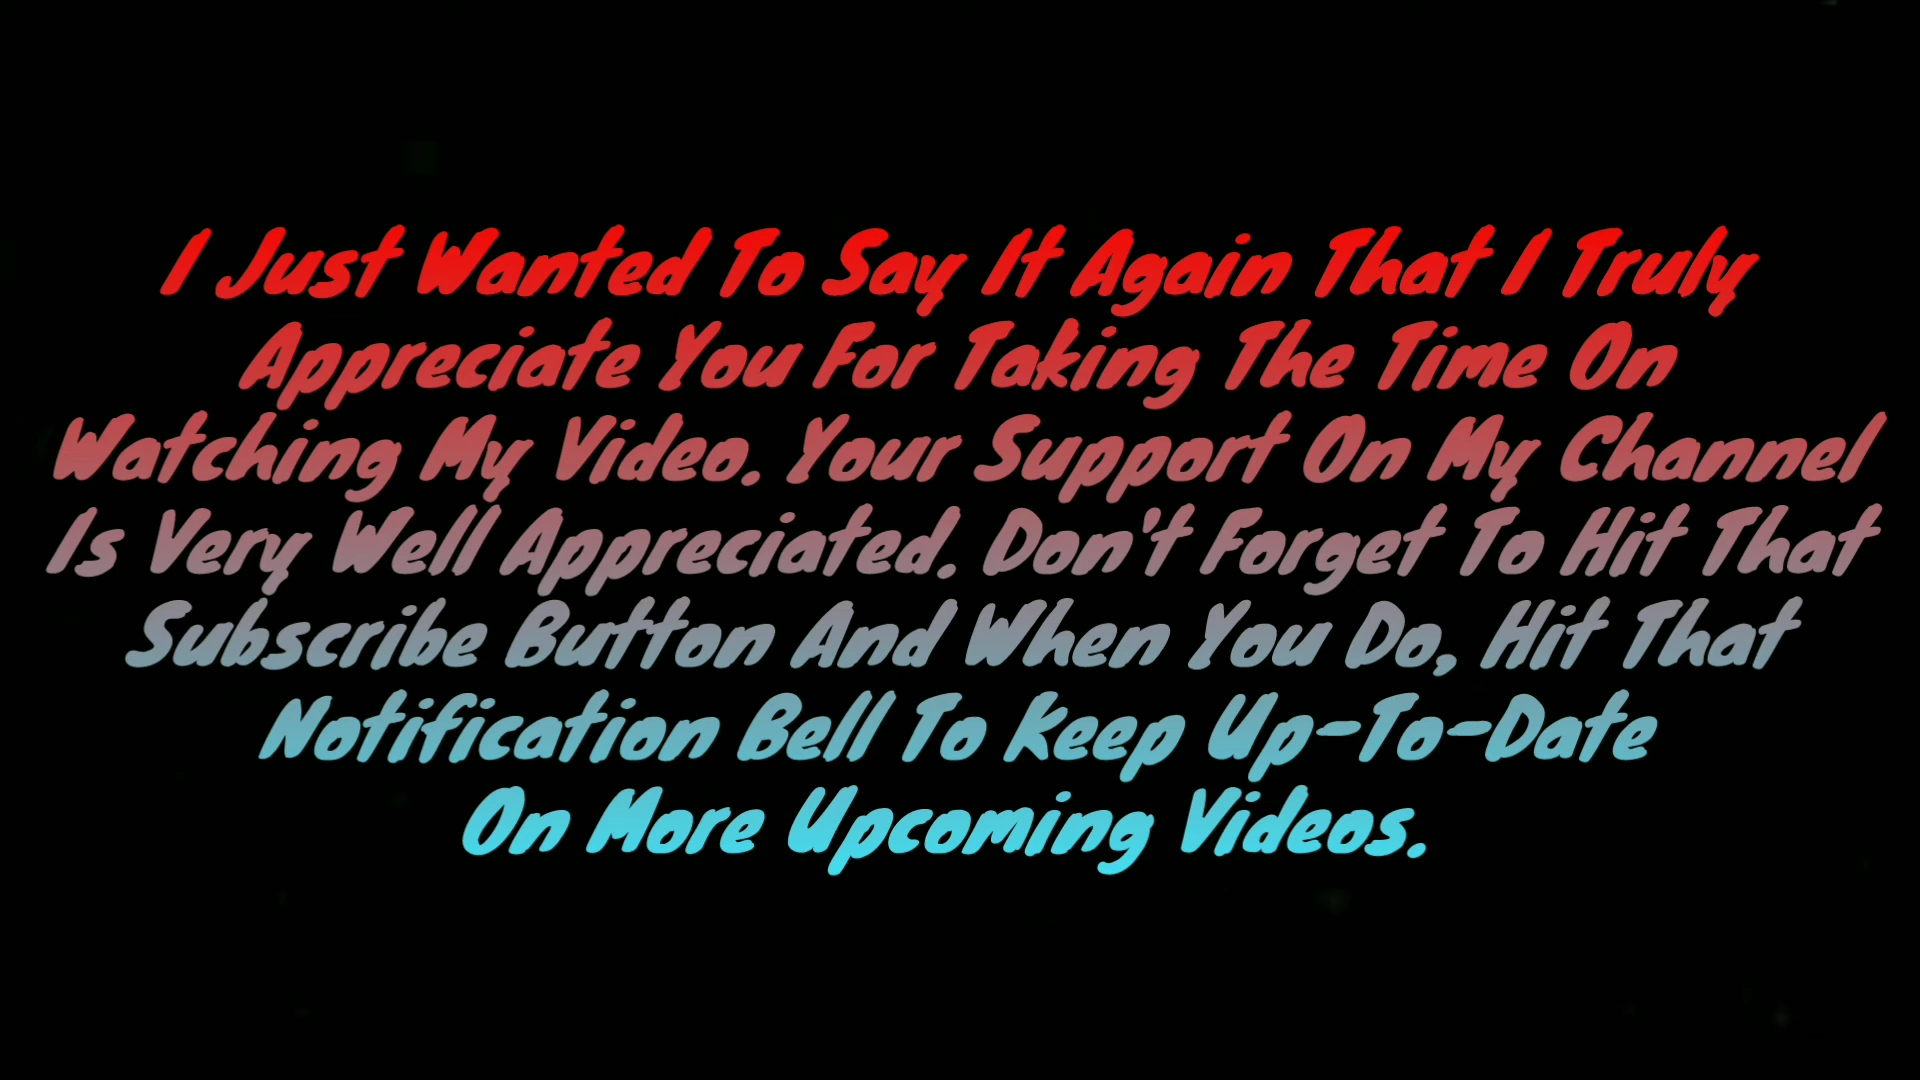 I Just Wanted To Say It Again That I Truly
Appreciate You For Taking The Time On
Watching My Video. Your Support On My Channel
Is Very Well Appreciated. Don't Forget To Hit That
Subscribe Button And When You Do, Hit That
Notification Bell To Keep Up-To-Date
On More Upcoming Videos.